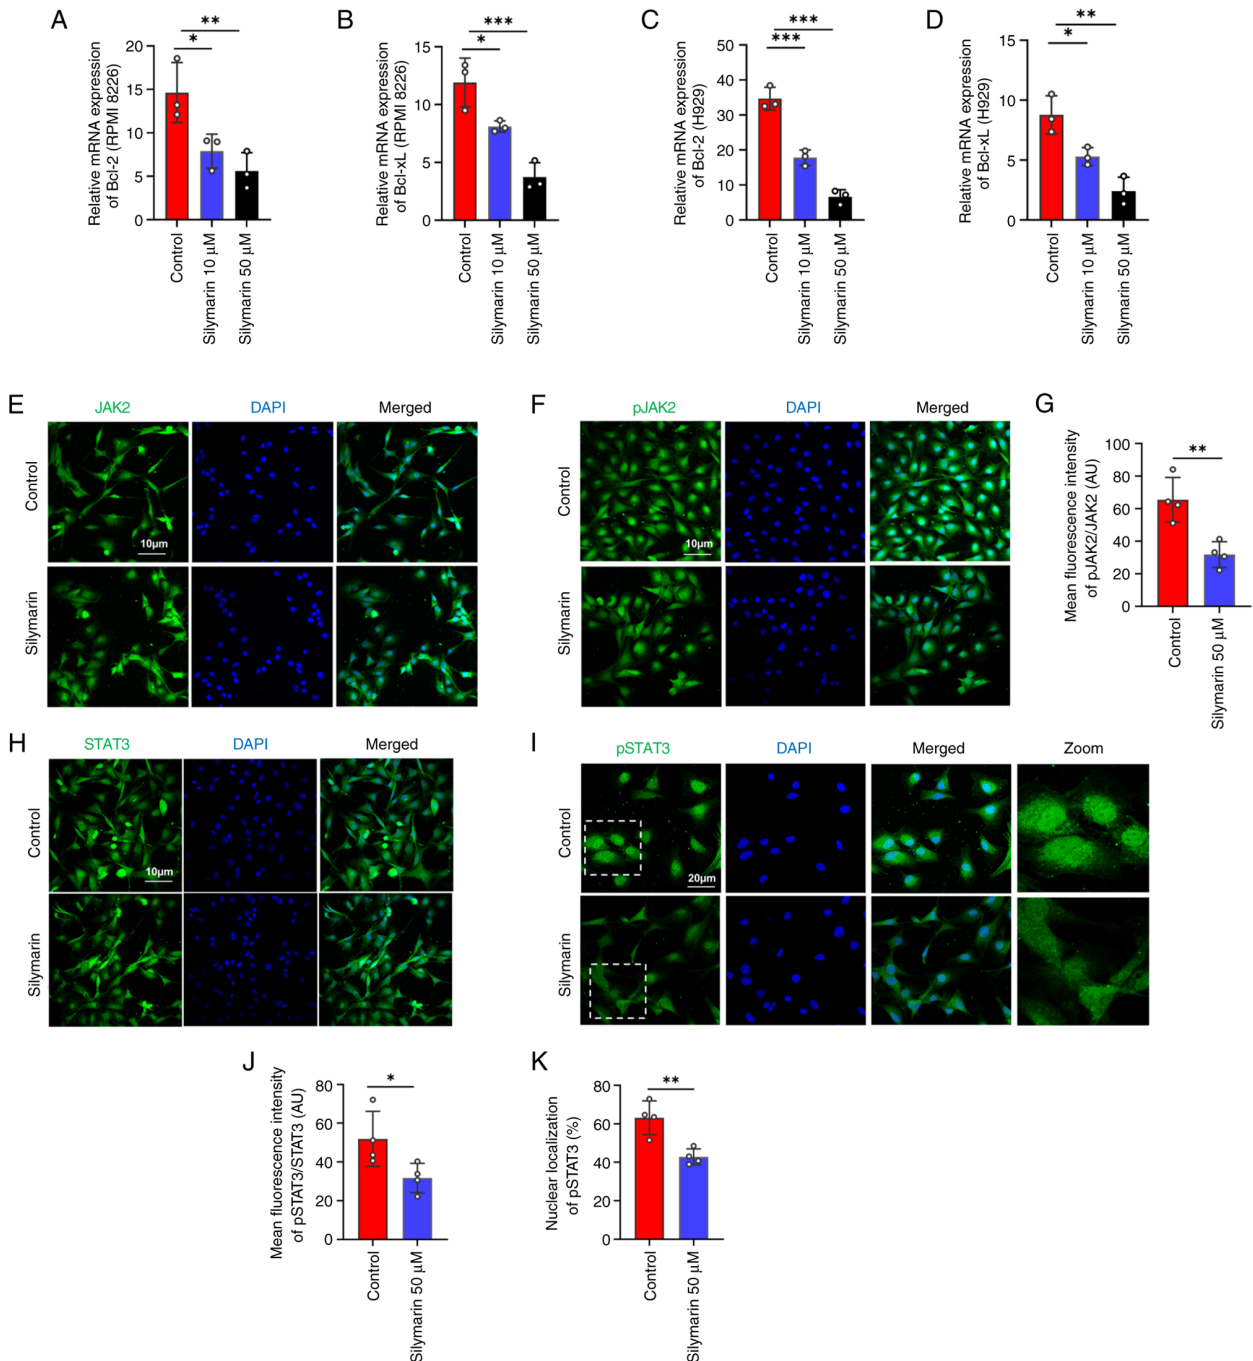 A
Relative mRNA expression
of Bcl-2 (RPMI 8226)
20
15
10
5
0
*
**
Control
Silymarin 10 μM
Silymarin 50 μM
B
Relative mRNA expression
of Bcl-xL (RPMI 8226)
15
10
5
0
*
***
Control
Silymarin 10 μM
Silymarin 50 μM
C
Relative mRNA expression
of Bcl-2 (H929)
50
40
30
20
10
0
***
***
Control
Silymarin 10 μM
Silymarin 50 μM
D
Relative mRNA expression
of Bcl-xL (H929)
15
10
5
0
*
**
Control
Silymarin 10 μM
Silymarin 50 μM
E
JAK2 DAPI Merged
Control
10μm
Silymarin
F
pJAK2 DAPI Merged
Control
10μm
Silymarin
G
Mean fluorescence intensity
of pJAK2/JAK2 (AU)
100
80
60
40
20
0
**
Control
Silymarin 50 μM
H
STAT3 DAPI Merged
Control
10μm
Silymarin
I
pSTAT3 DAPI Merged Zoom
Control
20μm
Silymarin
J
Mean fluorescence intensity
of pSTAT3/STAT3 (AU)
80
60
40
20
0
*
Control
Silymarin 50 μM
K
Nuclear localization
of pSTAT3 (%)
80
60
40
20
0
**
Control
Silymarin 50 μM